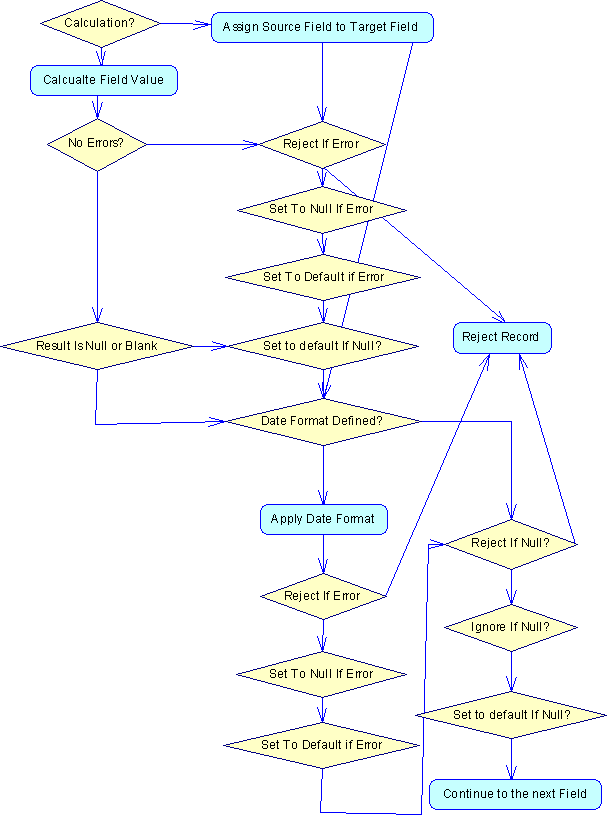 Calculation?
Assign Source Field to Target Field
Calcualte Field Value
No Errors?
Reject If Error
Set To Null If Error
Set To Default if Error
Result Is Null or Blank
Set to default If Null?
Reject Record
Date Format Defined?
Apply Date Format
Reject If Null?
Reject If Error
Ignore If Null?
Set To Null If Error
Set to default If Null?
Set To Default if Error
Continue to the next Field